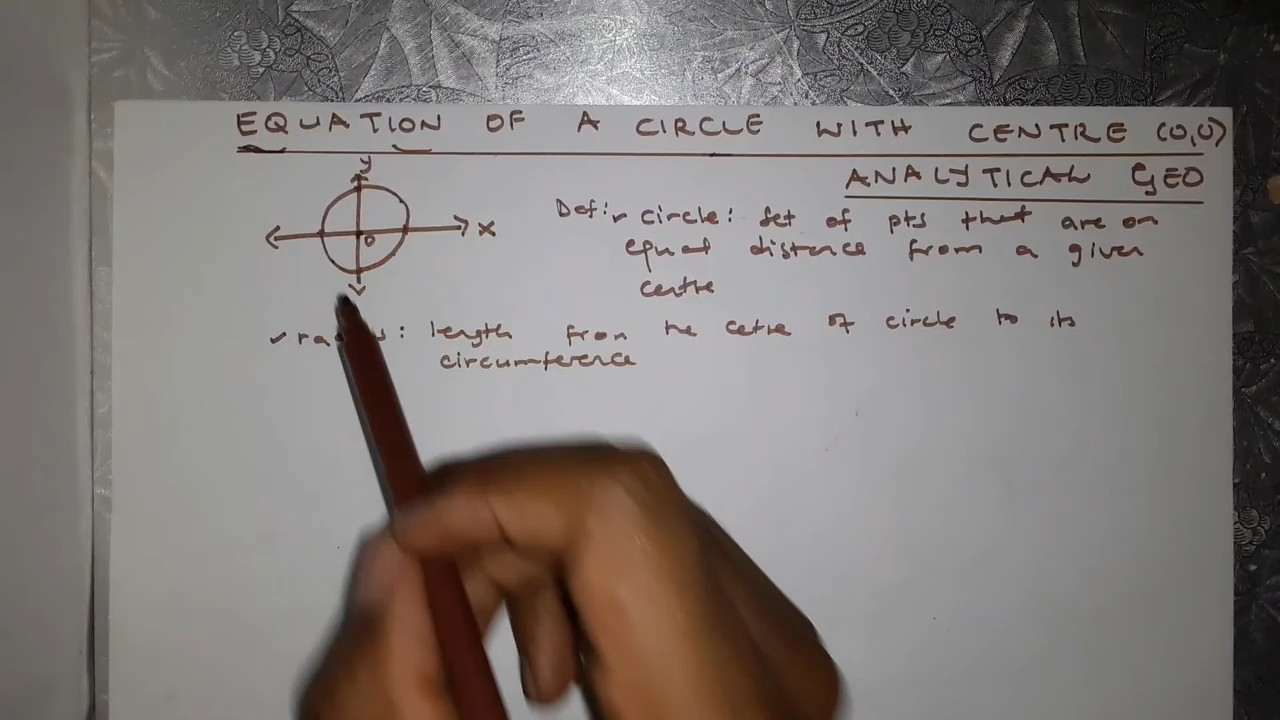 EQUATION OF A CIRCLE WITH CENTRE (0,0)
ANALYTICAL GEO
y
x
0
Def: ✓ circle: set of pts that are on
equal distance from a given
centre
✓ : length from the cetre of circle to its
circumference